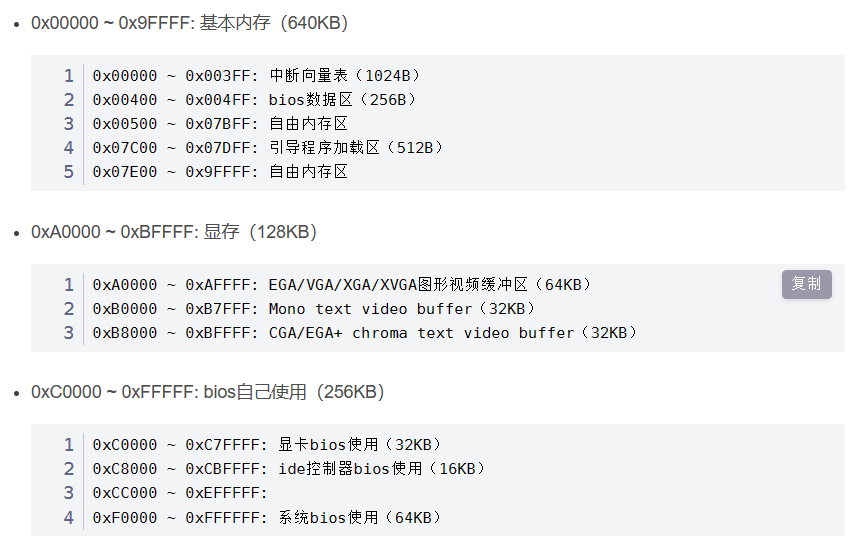 0x00000 ~ 0x9FFFF: 基本内存（640KB）
1 0x00000 ~ 0x003FF: 中断向量表（1024B）
2 0x00400 ~ 0x004FF: bios数据区（256B）
3 0x00500 ~ 0x07BFF: 自由内存区
4 0x07C00 ~ 0x07DFF: 引导程序加载区（512B）
5 0x07E00 ~ 0x9FFFF: 自由内存区
0xA0000 ~ 0xBFFFF: 显存（128KB）
1 0xA0000 ~ 0xAFFFF: EGA/VGA/XGA/XVGA图形视频缓冲区（64KB）
复制
2 0xB0000 ~ 0xB7FFF: Mono text video buffer（32KB）
3 0xB8000 ~ 0xBFFFF: CGA/EGA+ chroma text video buffer（32KB）
0xC0000 ~ 0xFFFFF: bios自己使用（256KB）
1 0xC0000 ~ 0xC7FFFF: 显卡bios使用（32KB）
2 0xC8000 ~ 0xCBFFFF: ide控制器bios使用（16KB）
3 0xCC000 ~ 0xEFFFFF:
4 0xF0000 ~ 0xFFFFFF: 系统bios使用（64KB）